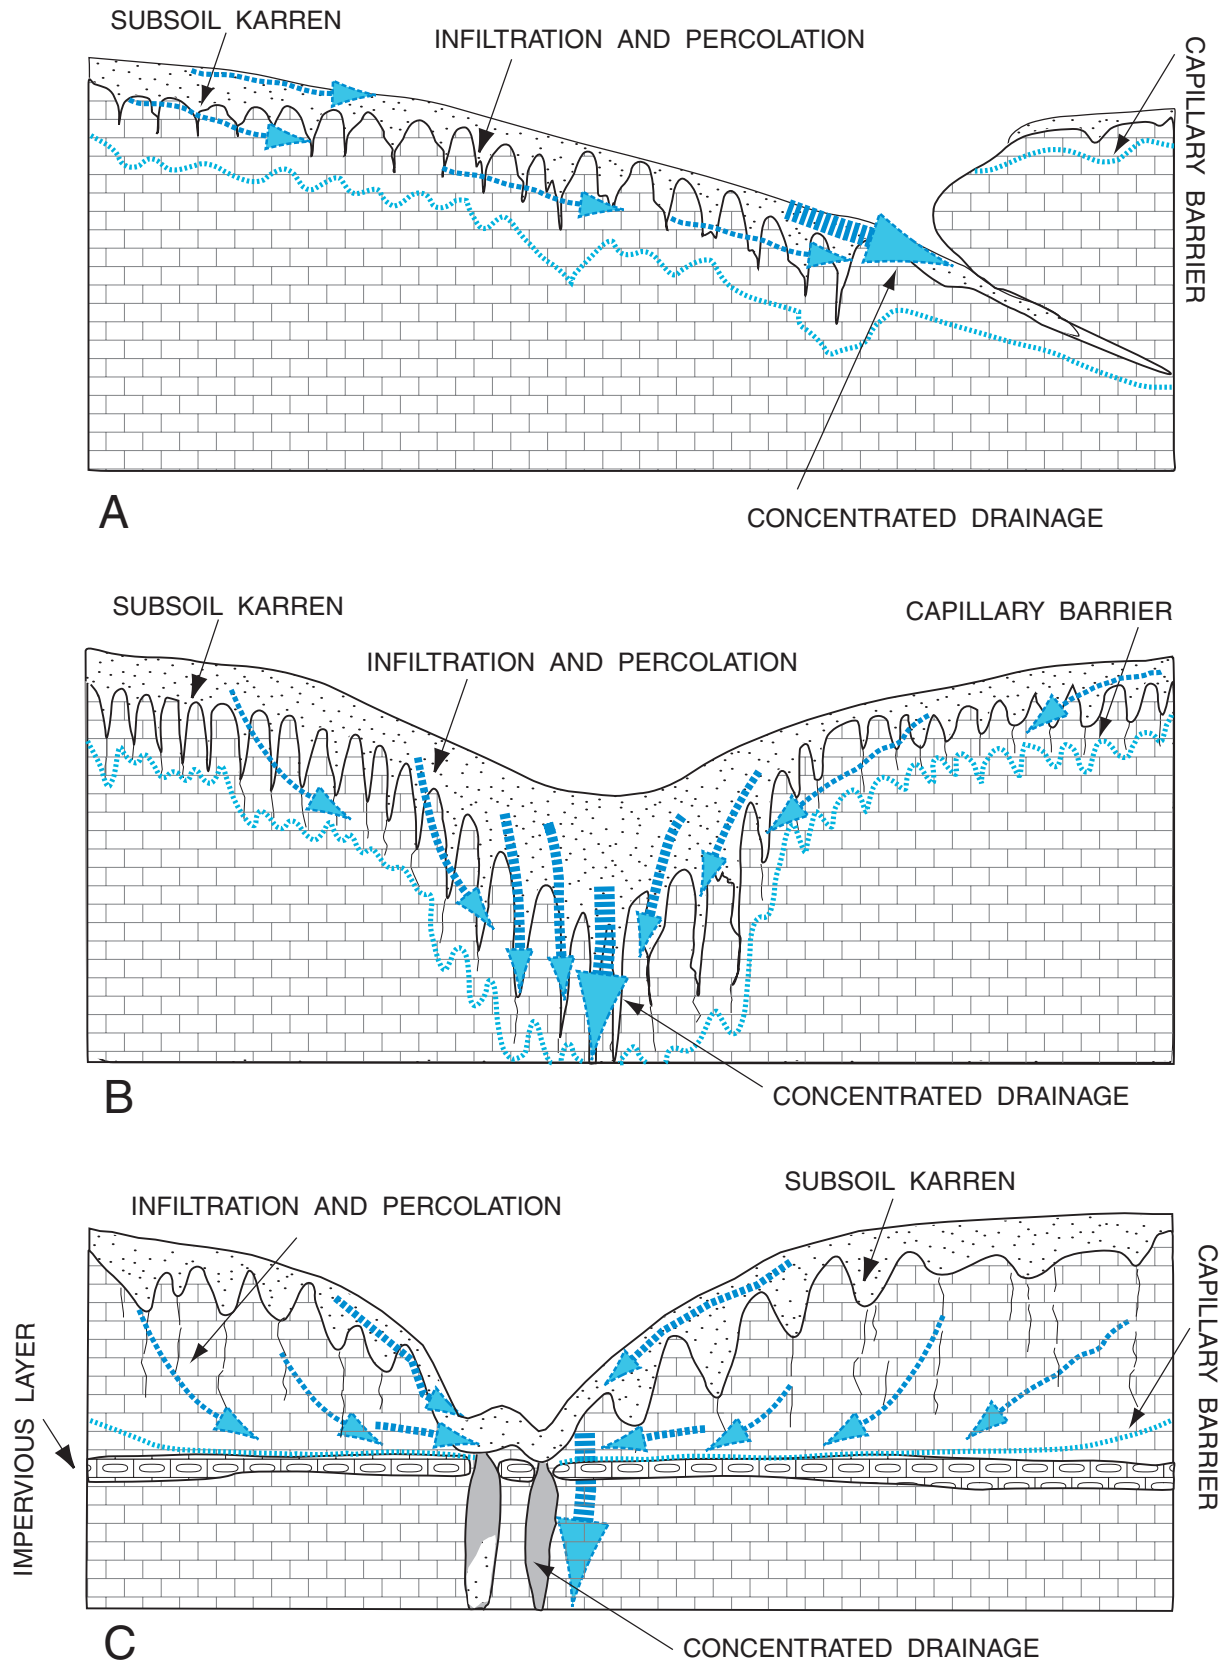 SUBSOIL KARREN
INFILTRATION AND PERCOLATION
CAPILLARY BARRIER
A
CONCENTRATED DRAINAGE
SUBSOIL KARREN
CAPILLARY BARRIER
INFILTRATION AND PERCOLATION
B
CONCENTRATED DRAINAGE
SUBSOIL KARREN
INFILTRATION AND PERCOLATION
CAPILLARY BARRIER
IMPERVIOUS LAYER
C
CONCENTRATED DRAINAGE